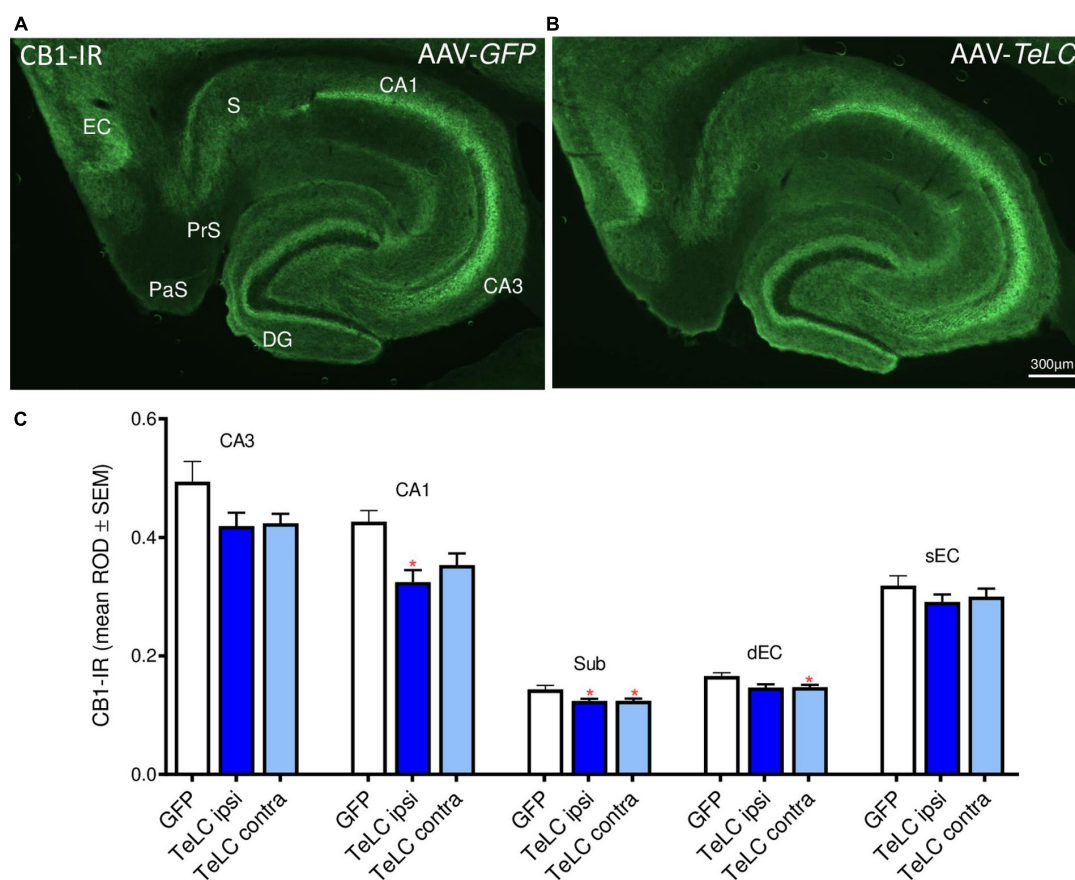 A
B
CB1-IR
AAV-GFP
AAV-TeLC
CA1
S
EC
PrS
PaS
CA3
DG
300µm
C
CB1-IR (mean ROD ± SEM)
0.6
0.4
0.2
0.0
CA3
CA1
Sub
dEC
sEC
*
*
*
*
GFP
TeLC ipsi
TeLC contra
GFP
TeLC ipsi
TeLC contra
GFP
TeLC ipsi
TeLC contra
GFP
TeLC ipsi
TeLC contra
GFP
TeLC ipsi
TeLC contra